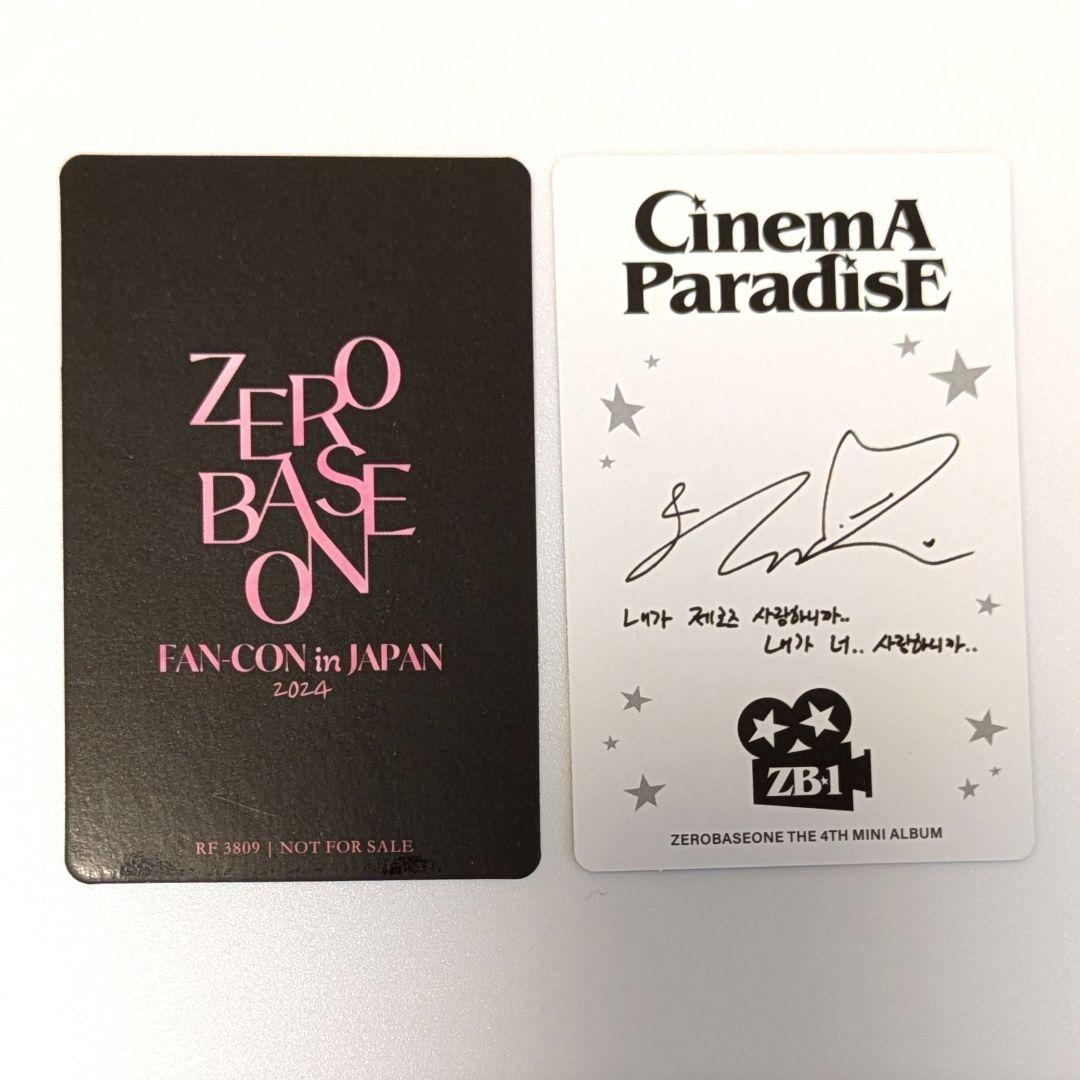 ZERO
BASE
ONE
FAN-CON in JAPAN
2024
RF 3809 | NOT FOR SALE
CinemA
ParadisE
내가 제로즈 사랑하니까..
내가 너.. 사랑하니까..
ZB1
ZEROBASEONE THE 4TH MINI ALBUM